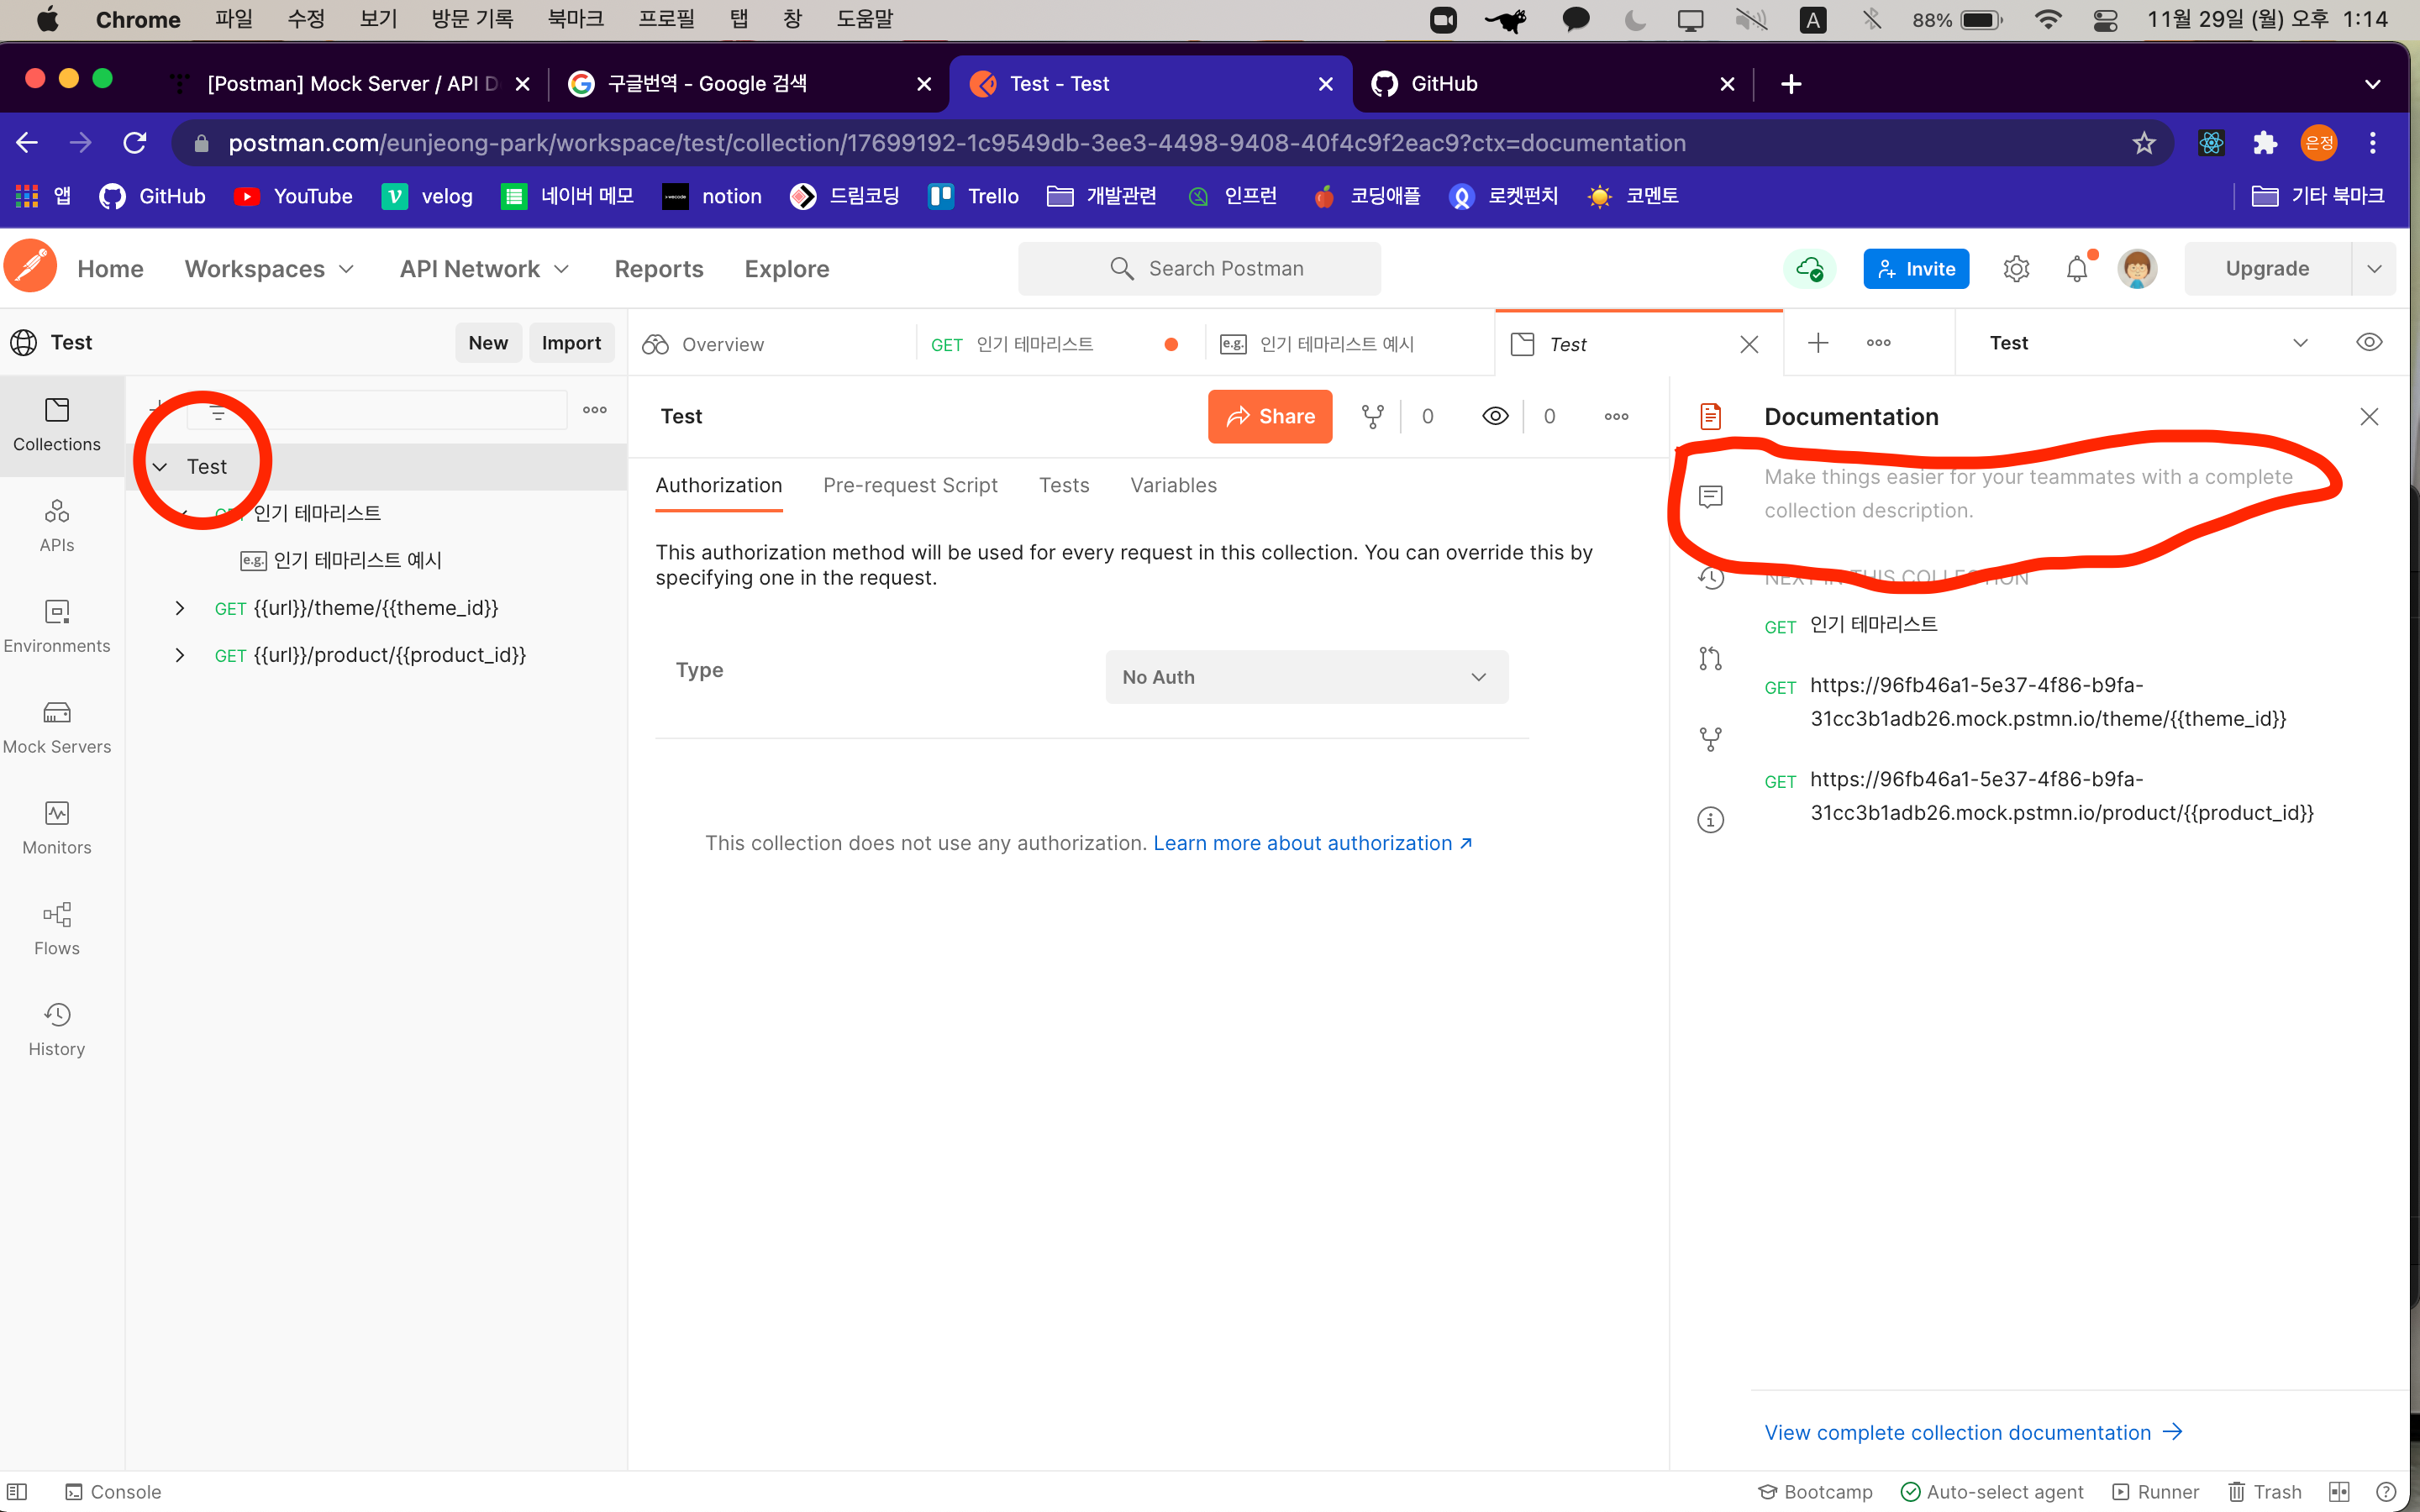 Chrome 파일 수정 보기 방문 기록 북마크 프로필 탭 창 도움말 A 88% 11월 29일 (월) 오후 1:14
[Postman] Mock Server / API D
구글번역 - Google 검색
Test - Test
GitHub
postman.com/eunjeong-park/workspace/test/collection/17699192-1c9549db-3ee3-4498-9408-40f4c9f2eac9?ctx=documentation
은정
앱 GitHub YouTube velog 네이버 메모 notion 드림코딩 Trello 개발관련 인프런 코딩애플 로켓펀치 코멘토 기타 북마크
Home Workspaces API Network Reports Explore Search Postman Invite Upgrade
Test New Import
Overview
GET 인기 테마리스트
e.g. 인기 테마리스트 예시
Test
Test
Collections
APIs
Environments
Mock Servers
Monitors
Flows
History
Test
GET 인기 테마리스트
e.g. 인기 테마리스트 예시
GET {{url}}/theme/{{theme_id}}
GET {{url}}/product/{{product_id}}
Test Share 0 0
Authorization Pre-request Script Tests Variables
This authorization method will be used for every request in this collection. You can override this by
specifying one in the request.
Type No Auth
This collection does not use any authorization. Learn more about authorization ↗
Documentation
Make things easier for your teammates with a complete
collection description.
NEXT IN THIS COLLECTION
GET 인기 테마리스트
GET https://96fb46a1-5e37-4f86-b9fa-
31cc3b1adb26.mock.pstmn.io/theme/{{theme_id}}
GET https://96fb46a1-5e37-4f86-b9fa-
31cc3b1adb26.mock.pstmn.io/product/{{product_id}}
View complete collection documentation →
Console Bootcamp Auto-select agent Runner Trash